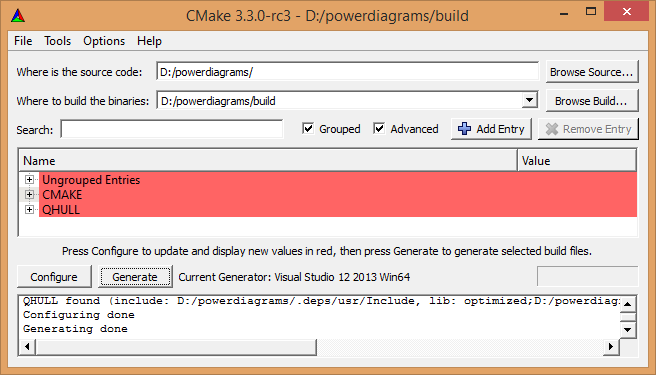 CMake 3.3.0-rc3 - D:/powerdiagrams/build
File Tools Options Help
Where is the source code: D:/powerdiagrams/ Browse Source...
Where to build the binaries: D:/powerdiagrams/build Browse Build...
Search: Grouped Advanced Add Entry Remove Entry
Name Value
Ungrouped Entries
CMAKE
QHULL
Press Configure to update and display new values in red, then press Generate to generate selected build files.
Configure Generate Current Generator: Visual Studio 12 2013 Win64
QHULL found (include: D:/powerdiagrams/.deps/usr/Include, lib: optimized;D:/powerdiag
Configuring done
Generating done